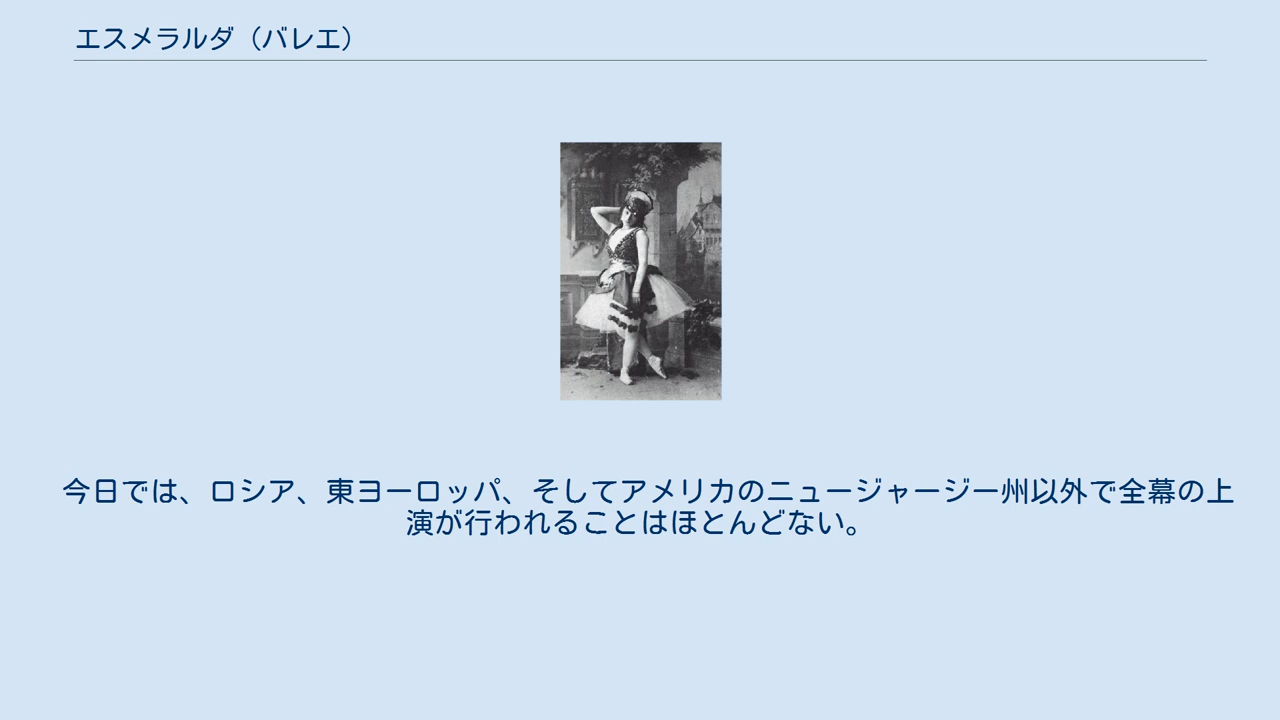 エスメラルダ（バレエ）
今日では、ロシア、東ヨーロッパ、そしてアメリカのニュージャージー州以外で全幕の上
演が行われることはほとんどない。